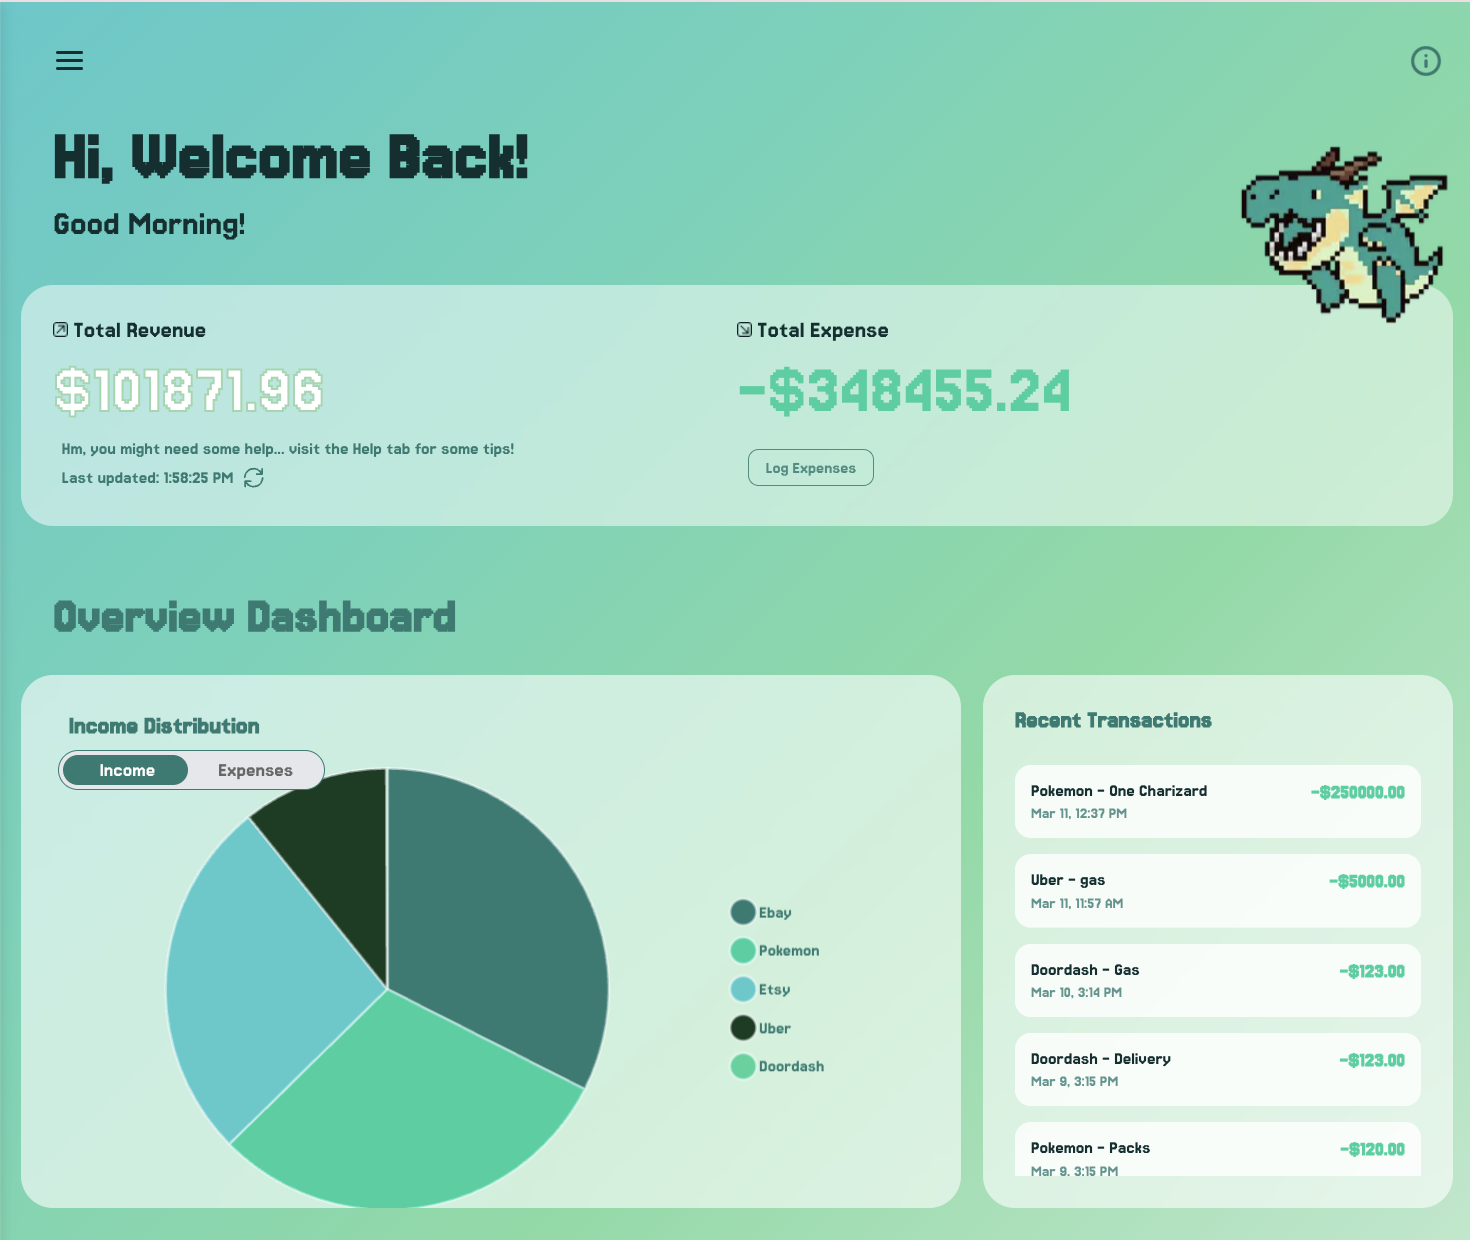 Hi, Welcome Back!
Good Morning!
Total Revenue
$101871.96
Hm, you might need some help... visit the Help tab for some tips!
Last updated: 1:58:25 PM
Total Expense
-$348455.24
Log Expenses
Overview Dashboard
Income Distribution
Income Expenses
Ebay
Pokemon
Etsy
Uber
Doordash
Recent Transactions
Pokemon - One Charizard -$250000.00
Mar 11, 12:37 PM
Uber - gas -$5000.00
Mar 11, 11:57 AM
Doordash - Gas -$123.00
Mar 10, 3:14 PM
Doordash - Delivery -$123.00
Mar 9, 3:15 PM
Pokemon - Packs -$120.00
Mar 9, 3:15 PM